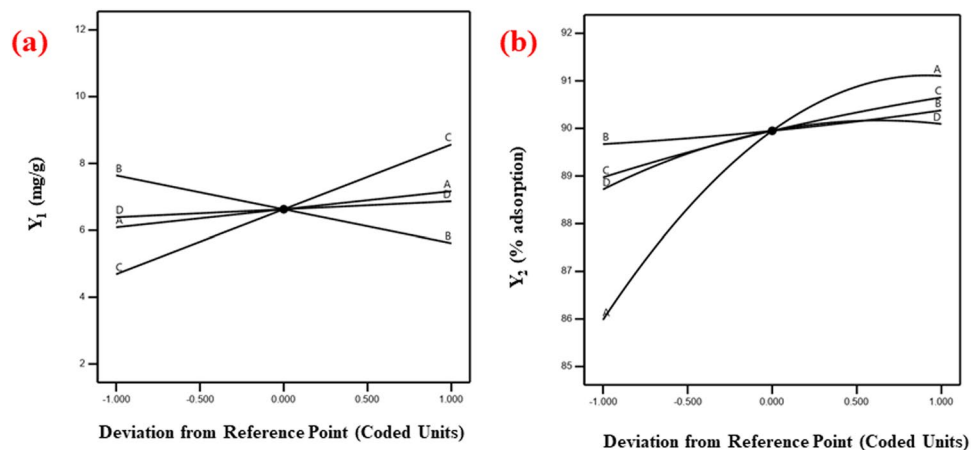 (a)
Y1 (mg/g)
12
10
8
6
4
2
B
D
A
C
C
A
D
B
-1.000
-0.500
0.000
0.500
1.000
Deviation from Reference Point (Coded Units)
(b)
Y2 (% adsorption)
92
91
90
89
88
87
86
85
B
C
D
A
A
C
B
D
-1.000
-0.500
0.000
0.500
1.000
Deviation from Reference Point (Coded Units)